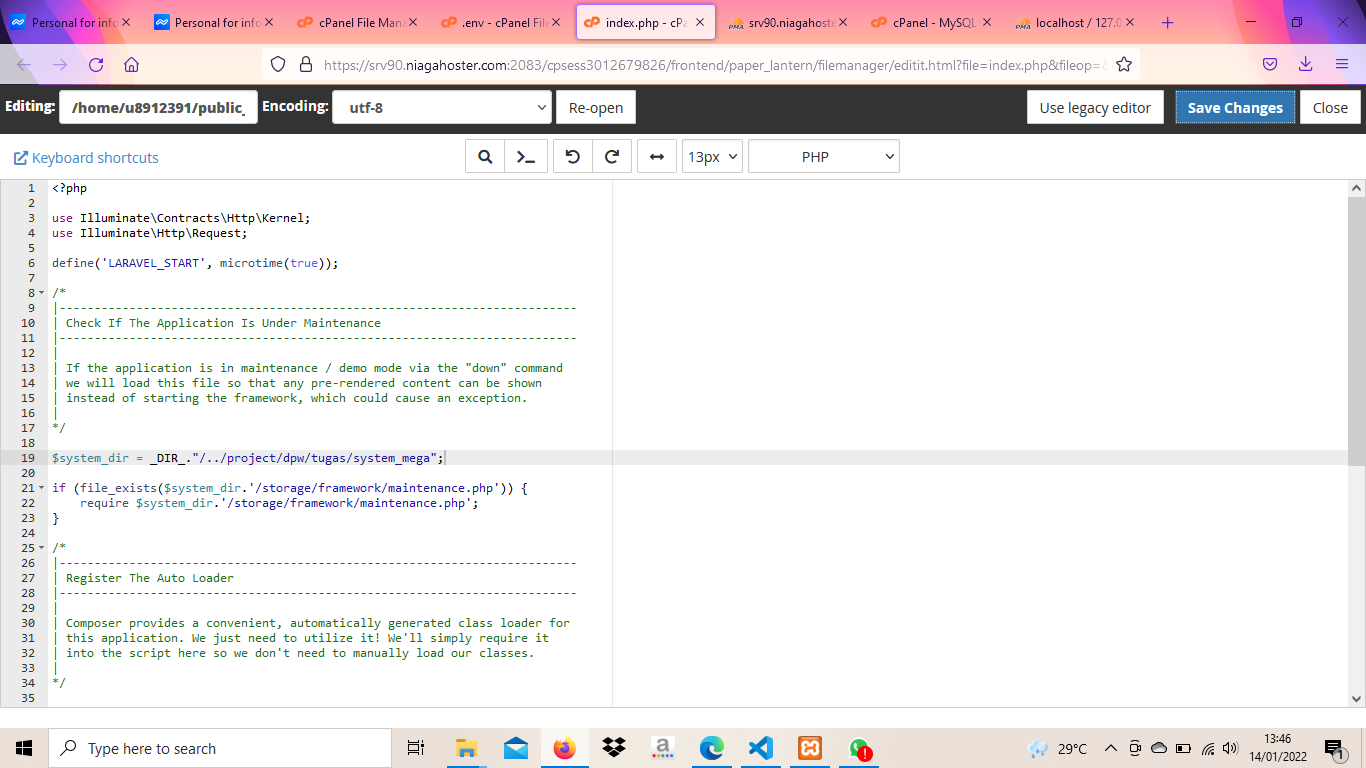 Personal for info
Personal for info
cPanel File Mana
.env - cPanel File
index.php - cPa
srv90.niagahoste
cPanel - MySQL
localhost / 127.0
https://srv90.niagahoster.com:2083/cpsess3012679826/frontend/paper_lantern/filemanager/editit.html?file=index.php&fileop=
Editing: /home/u8912391/public_ Encoding: utf-8 Re-open Use legacy editor Save Changes Close
Keyboard shortcuts 13px PHP
1 <?php
2
3 use Illuminate\Contracts\Http\Kernel;
4 use Illuminate\Http\Request;
5
6 define('LARAVEL_START', microtime(true));
7
8 /*
9 |--------------------------------------------------------------------------
10 | Check If The Application Is Under Maintenance
11 |--------------------------------------------------------------------------
12 |
13 | If the application is in maintenance / demo mode via the "down" command
14 | we will load this file so that any pre-rendered content can be shown
15 | instead of starting the framework, which could cause an exception.
16 |
17 */
18
19 $system_dir = _DIR_."/../project/dpw/tugas/system_mega";
20
21 if (file_exists($system_dir.'/storage/framework/maintenance.php')) {
22 require $system_dir.'/storage/framework/maintenance.php';
23 }
24
25 /*
26 |--------------------------------------------------------------------------
27 | Register The Auto Loader
28 |--------------------------------------------------------------------------
29 |
30 | Composer provides a convenient, automatically generated class loader for
31 | this application. We just need to utilize it! We'll simply require it
32 | into the script here so we don't need to manually load our classes.
33 |
34 */
35
Type here to search
29°C
13:46
14/01/2022
1